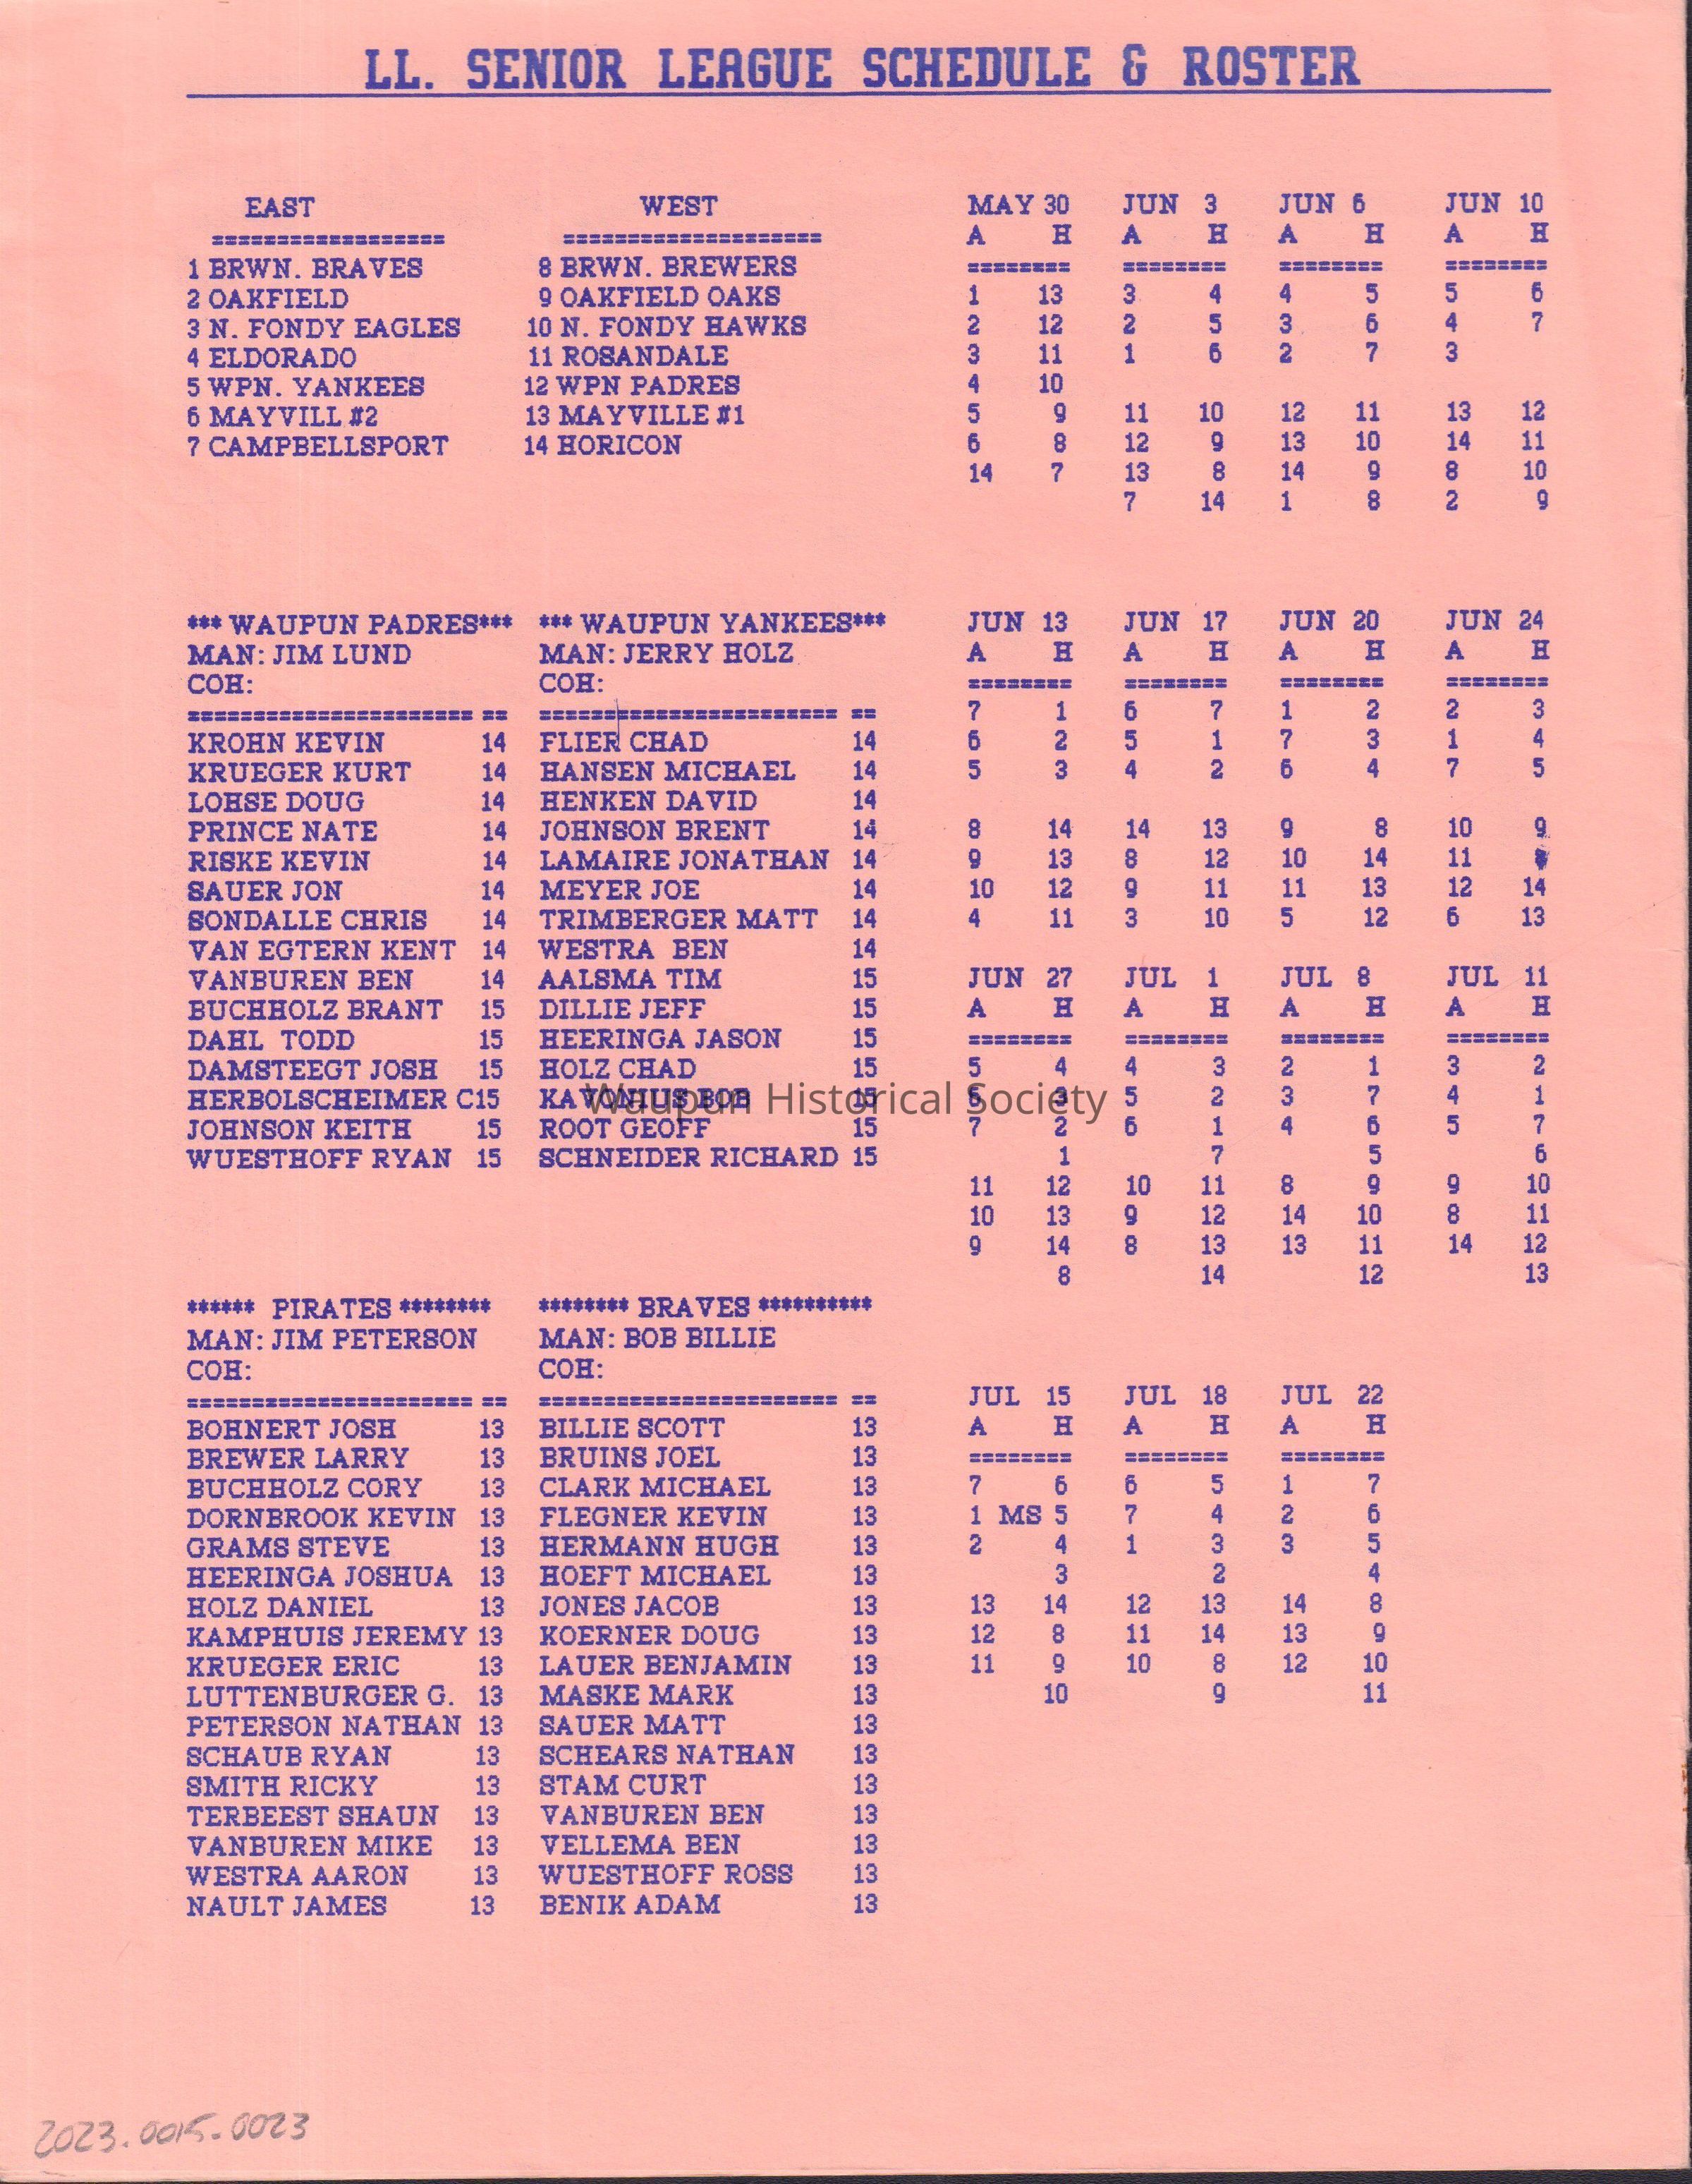 LL. SENIOR LEAGUE SCHEDULE & ROSTER
EAST
==================
1 BRWN. BRAVES
2 OAKFIELD
3 N. FONDY EAGLES
4 ELDORADO
5 WPN. YANKEES
6 MAYVILL #2
7 CAMPBELLSPORT
WEST
====================
8 BRWN. BREWERS
9 OAKFIELD OAKS
10 N. FONDY HAWKS
11 ROSANDALE
12 WPN PADRES
13 MAYVILLE #1
14 HORICON
MAY 30 JUN 3 JUN 6 JUN 10
A H A H A H A H
======== ======== ======== ========
1 13 3 4 4 5 5 6
2 12 2 5 3 6 4 7
3 11 1 6 2 7 3
4 10
5 9 11 10 12 11 13 12
6 8 12 9 13 10 14 11
14 7 13 8 14 9 8 10
7 14 1 8 2 9
*** WAUPUN PADRES***
MAN: JIM LUND
COH:
====================== ==
KROHN KEVIN 14
KRUEGER KURT 14
LOHSE DOUG 14
PRINCE NATE 14
RISKE KEVIN 14
SAUER JON 14
SONDALLE CHRIS 14
VAN EGTERN KENT 14
VANBUREN BEN 14
BUCHHOLZ BRANT 15
DAHL TODD 15
DAMSTEEGT JOSH 15
HERBOLSCHEIMER C15
JOHNSON KEITH 15
WUESTHOFF RYAN 15
*** WAUPUN YANKEES***
MAN: JERRY HOLZ
COH:
======================= ==
FLIER CHAD 14
HANSEN MICHAEL 14
HENKEN DAVID 14
JOHNSON BRENT 14
LAMAIRE JONATHAN 14
MEYER JOE 14
TRIMBERGER MATT 14
WESTRA BEN 14
AALSMA TIM 15
DILLIE JEFF 15
HEERINGA JASON 15
HOLZ CHAD 15
KAVONIUS BOB 15
ROOT GEOFF 15
SCHNEIDER RICHARD 15
JUN 13 JUN 17 JUN 20 JUN 24
A H A H A H A H
======== ======== ======== ========
7 1 6 7 1 2 2 3
6 2 5 1 7 3 1 4
5 3 4 2 6 4 7 5
8 14 14 13 9 8 10 9
9 13 8 12 10 14 11
10 12 9 11 11 13 12 14
4 11 3 10 5 12 6 13
JUN 27 JUL 1 JUL 8 JUL 11
A H A H A H A H
======== ======== ======== ========
5 4 4 3 2 1 3 2
6 3 5 2 3 7 4 1
7 2 6 1 4 6 5 7
1 7 5 6
11 12 10 11 8 9 9 10
10 13 9 12 14 10 8 11
9 14 8 13 13 11 14 12
8 14 12 13
Waupun Historical Society
****** PIRATES ********
MAN: JIM PETERSON
COH:
====================== ==
BOHNERT JOSH 13
BREWER LARRY 13
BUCHHOLZ CORY 13
DORNBROOK KEVIN 13
GRAMS STEVE 13
HEERINGA JOSHUA 13
HOLZ DANIEL 13
KAMPHUIS JEREMY 13
KRUEGER ERIC 13
LUTTENBURGER G. 13
PETERSON NATHAN 13
SCHAUB RYAN 13
SMITH RICKY 13
TERBEEST SHAUN 13
VANBUREN MIKE 13
WESTRA AARON 13
NAULT JAMES 13
******** BRAVES **********
MAN: BOB BILLIE
COH:
======================= ==
BILLIE SCOTT 13
BRUINS JOEL 13
CLARK MICHAEL 13
FLEGNER KEVIN 13
HERMANN HUGH 13
HOEFT MICHAEL 13
JONES JACOB 13
KOERNER DOUG 13
LAUER BENJAMIN 13
MASKE MARK 13
SAUER MATT 13
SCHEARS NATHAN 13
STAM CURT 13
VANBUREN BEN 13
VELLEMA BEN 13
WUESTHOFF ROSS 13
BENIK ADAM 13
JUL 15 JUL 18 JUL 22
A H A H A H
======== ======== ========
7 6 6 5 1 7
1 MS 5 7 4 2 6
2 4 1 3 3 5
3 2 4
13 14 12 13 14 8
12 8 11 14 13 9
11 9 10 8 12 10
10 9 11
2023.0015.0023